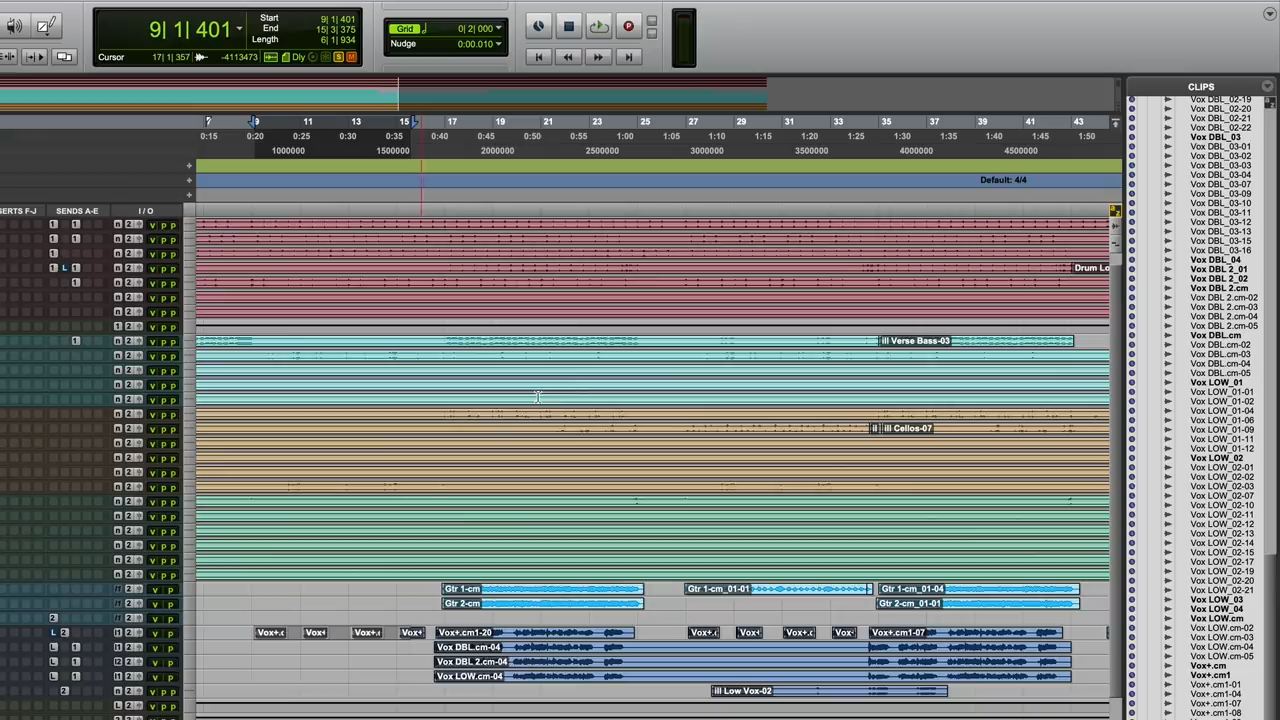 9| 1| 401
Start 9| 1| 401
End 15| 3| 375
Length 6| 1| 934
Cursor 17| 1| 357 -4113473 Dly S M
Grid 0| 2| 000
Nudge 0:00.010
CLIPS
7 9 11 13 15 17 19 21 23 25 27 29 31 33 35 37 39 41 43
0:15 0:20 0:25 0:30 0:35 0:40 0:45 0:50 0:55 1:00 1:05 1:10 1:15 1:20 1:25 1:30 1:35 1:40 1:45 1:50
1000000 1500000 2000000 2500000 3000000 3500000 4000000 4500000
Default: 4/4
SERTS F-J SENDS A-E I / O
Drum Lo
ill Verse Bass-03
ill Cellos-07
Gtr 1-cm Gtr 1-cm_01-01 Gtr 1-cm_01-04
Gtr 2-cm Gtr 2-cm_01-01
Vox+.cm1-20 Vox+.cm1-07
Vox DBL.cm-04
Vox DBL 2.cm-04
Vox LOW.cm-04
ill Low Vox-02
Vox DBL_02-19
Vox DBL_02-20
Vox DBL_02-21
Vox DBL_02-22
Vox DBL_03
Vox DBL_03-01
Vox DBL_03-02
Vox DBL_03-03
Vox DBL_03-04
Vox DBL_03-07
Vox DBL_03-09
Vox DBL_03-10
Vox DBL_03-11
Vox DBL_03-12
Vox DBL_03-13
Vox DBL_03-15
Vox DBL_03-16
Vox DBL_04
Vox DBL 2_01
Vox DBL 2_02
Vox DBL 2.cm
Vox DBL 2.cm-02
Vox DBL 2.cm-03
Vox DBL 2.cm-04
Vox DBL 2.cm-05
Vox DBL.cm
Vox DBL.cm-02
Vox DBL.cm-03
Vox DBL.cm-04
Vox DBL.cm-05
Vox LOW_01
Vox LOW_01-01
Vox LOW_01-02
Vox LOW_01-04
Vox LOW_01-06
Vox LOW_01-09
Vox LOW_01-11
Vox LOW_01-12
Vox LOW_02
Vox LOW_02-01
Vox LOW_02-02
Vox LOW_02-03
Vox LOW_02-07
Vox LOW_02-10
Vox LOW_02-11
Vox LOW_02-12
Vox LOW_02-13
Vox LOW_02-14
Vox LOW_02-15
Vox LOW_02-17
Vox LOW_02-19
Vox LOW_02-20
Vox LOW_02-21
Vox LOW_03
Vox LOW_04
Vox LOW.cm
Vox LOW.cm-02
Vox LOW.cm-03
Vox LOW.cm-04
Vox LOW.cm-05
Vox+.cm
Vox+.cm1
Vox+.cm1-01
Vox+.cm1-04
Vox+.cm1-07
Vox+.cm1-08